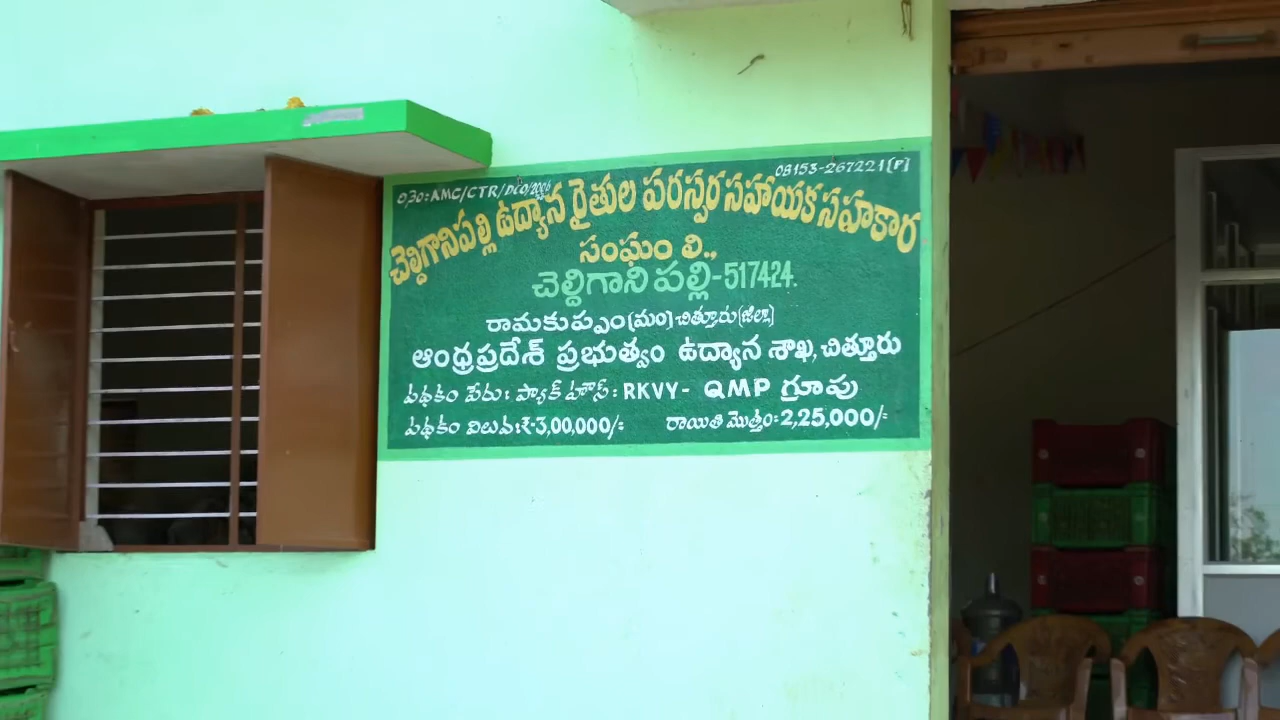 ರి.ನಂ: AMC/CTR/DCO/2006 08153-267221(F)
చెల్దిగానిపల్లి ఉద్యాన రైతుల పరస్పర సహాయక సహకార
సంఘం లి.,
చెల్దిగానిపల్లి-517424.
రామకుప్పం(మం) చిత్తూరు(జిల్లా)
ఆంధ్రప్రదేశ్ ప్రభుత్వం ఉద్యాన శాఖ, చిత్తూరు
పథకం పేరు: ప్యాక్ హౌస్: RKVY- QMP గ్రూపు
పథకం విలువ:₹-3,00,000/- రాయితీ మొత్తం:2,25,000/-